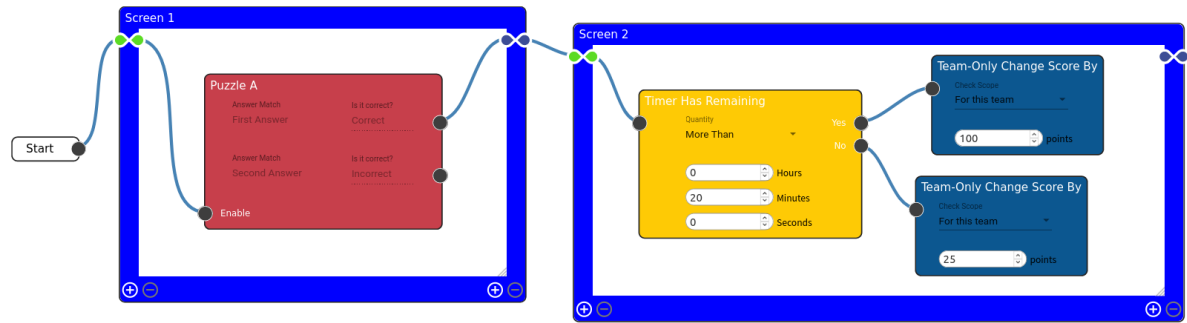 Screen 1
Puzzle A
Answer Match Is it correct?
First Answer Correct
Answer Match Is it correct?
Second Answer Incorrect
Enable
Start
Screen 2
Timer Has Remaining
Quantity
More Than
Yes
No
0 Hours
20 Minutes
0 Seconds
Team-Only Change Score By
Check Scope
For this team
100 points
Team-Only Change Score By
Check Scope
For this team
25 points